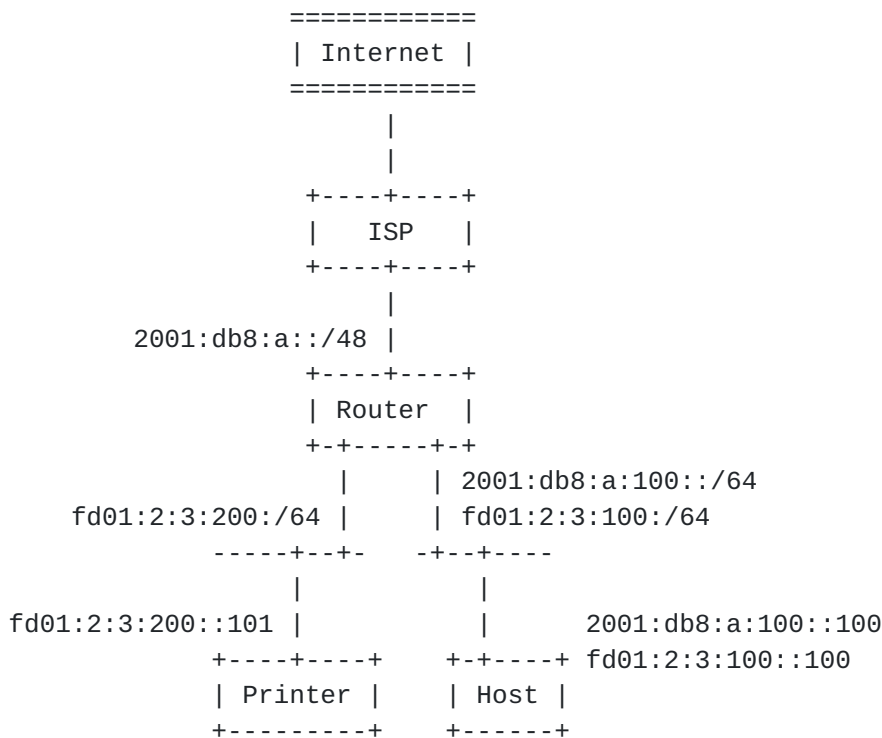 ============
| Internet |
============
|
|
+----+----+
| ISP |
+----+----+
|
2001:db8:a::/48 |
+----+----+
| Router |
+-+-----+-+
| | 2001:db8:a:100::/64
fd01:2:3:200:/64 | | fd01:2:3:100:/64
-----+--+- -+--+----
| |
fd01:2:3:200::101 | | 2001:db8:a:100::100
+----+----+ +-+----+ fd01:2:3:100::100
| Printer | | Host |
+---------+ +------+